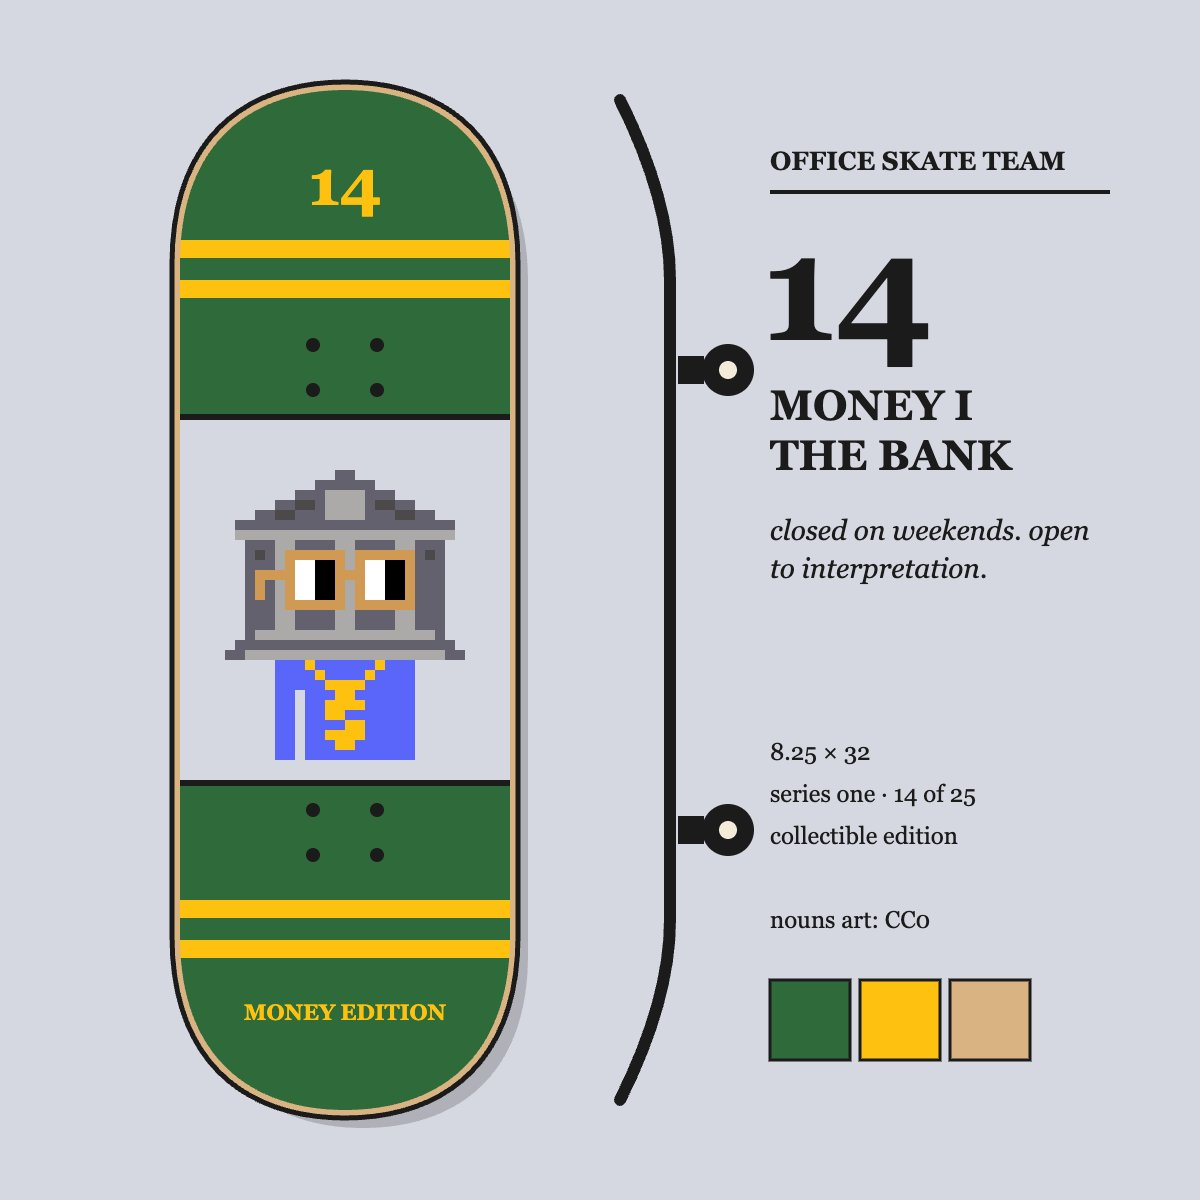 14
MONEY EDITION
OFFICE SKATE TEAM
14
MONEY I
THE BANK
closed on weekends. open
to interpretation.
8.25 × 32
series one · 14 of 25
collectible edition
nouns art: CC0